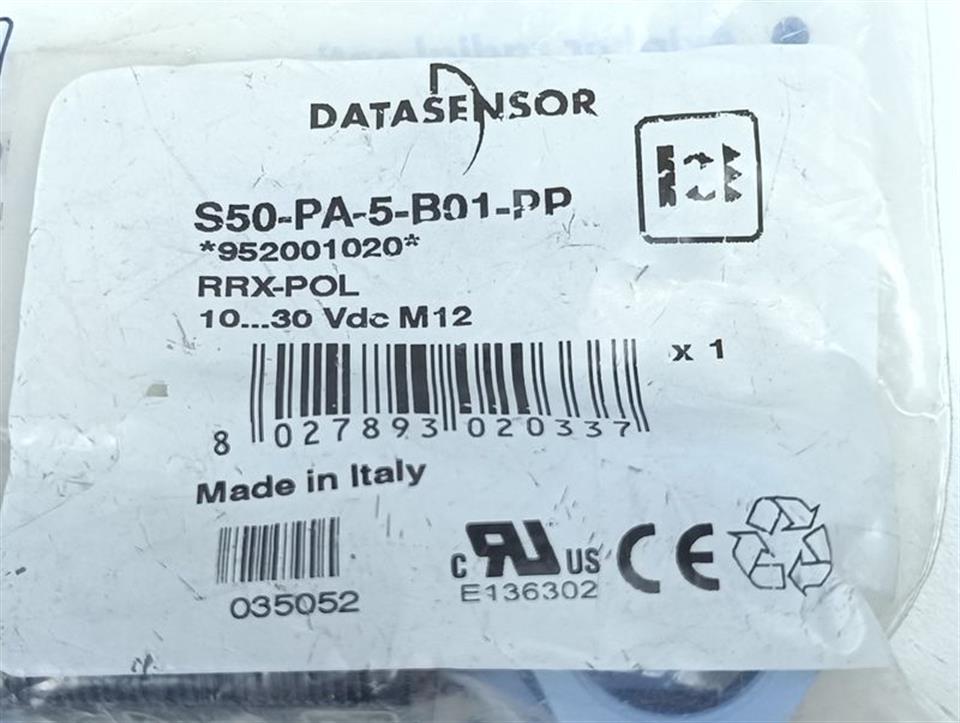 DATASENSOR
S50-PA-5-B01-PP
*952001020*
RRX-POL
10...30 Vdc M12
x 1
8 027893 020337
Made in Italy
035052
c RU US
E136302
CE